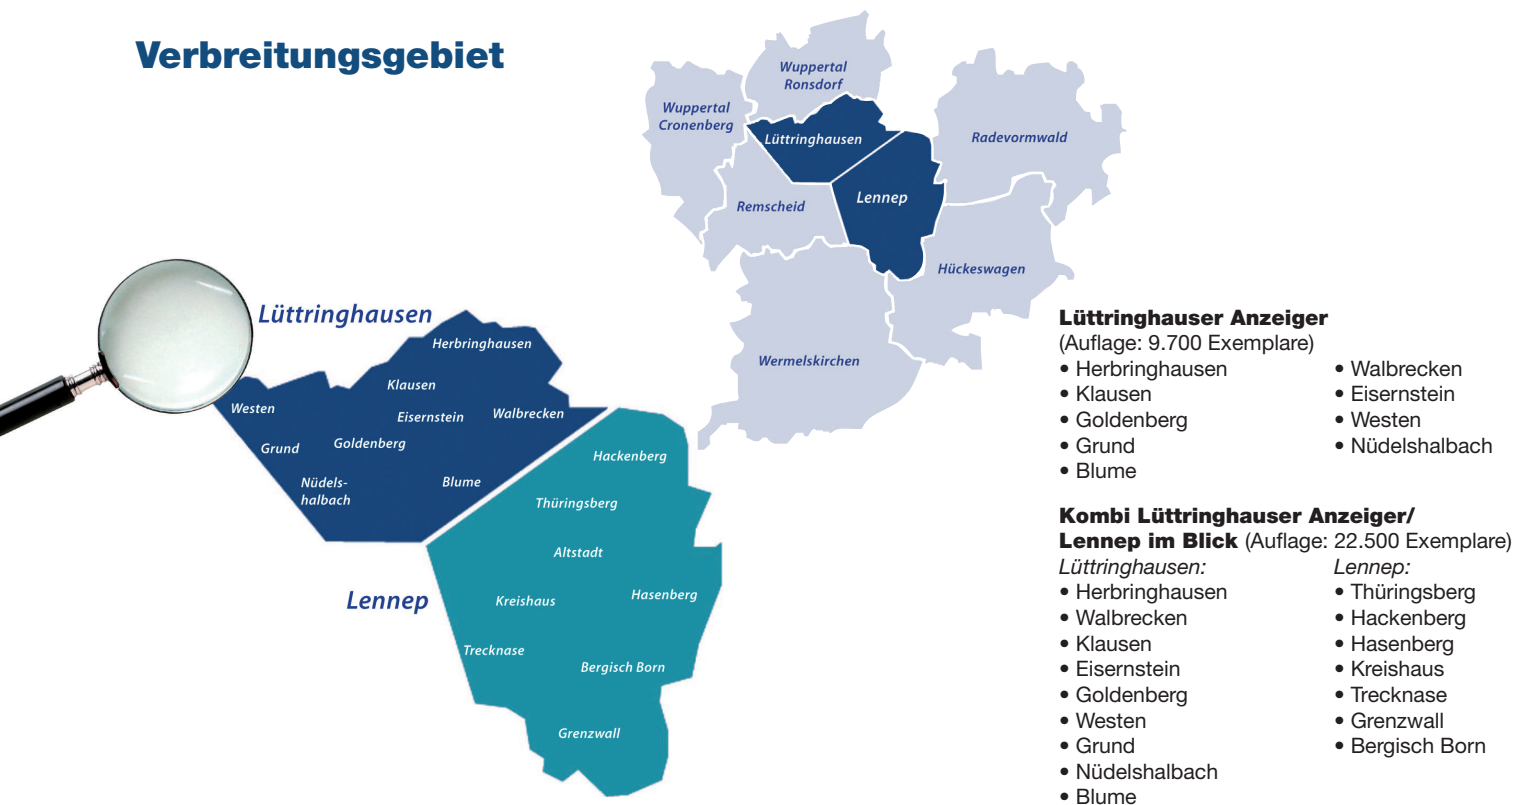 Verbreitungsgebiet
Wuppertal
Ronsdorf
Wuppertal
Cronenberg
Lüttringhausen
Radevormwald
Remscheid
Lennep
Hückeswagen
Wermelskirchen
Lüttringhausen
Herbringhausen
Klausen
Westen
Eisernstein
Walbrecken
Grund
Goldenberg
Nüdels-
halbach
Blume
Hackenberg
Thüringsberg
Altstadt
Lennep
Kreishaus
Hasenberg
Trecknase
Bergisch Born
Grenzwall
Lüttringhauser Anzeiger
(Auflage: 9.700 Exemplare)
• Herbringhausen
• Klausen
• Goldenberg
• Grund
• Blume
• Walbrecken
• Eisernstein
• Westen
• Nüdelshalbach
Kombi Lüttringhauser Anzeiger/
Lennep im Blick (Auflage: 22.500 Exemplare)
Lüttringhausen:
• Herbringhausen
• Walbrecken
• Klausen
• Eisernstein
• Goldenberg
• Westen
• Grund
• Nüdelshalbach
• Blume
Lennep:
• Thüringsberg
• Hackenberg
• Hasenberg
• Kreishaus
• Trecknase
• Grenzwall
• Bergisch Born